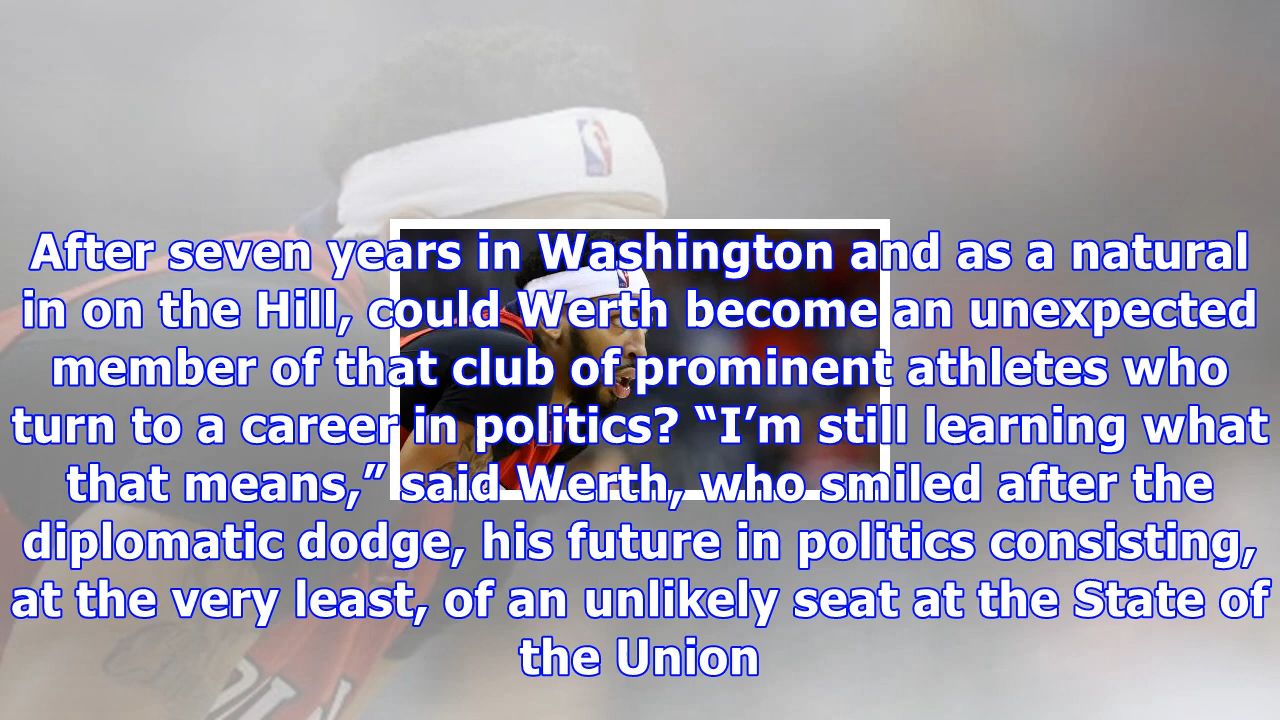 After seven years in Washington and as a natural
in on the Hill, could Werth become an unexpected
member of that club of prominent athletes who
turn to a career in politics? “I’m still learning what
that means,” said Werth, who smiled after the
diplomatic dodge, his future in politics consisting,
at the very least, of an unlikely seat at the State of
the Union